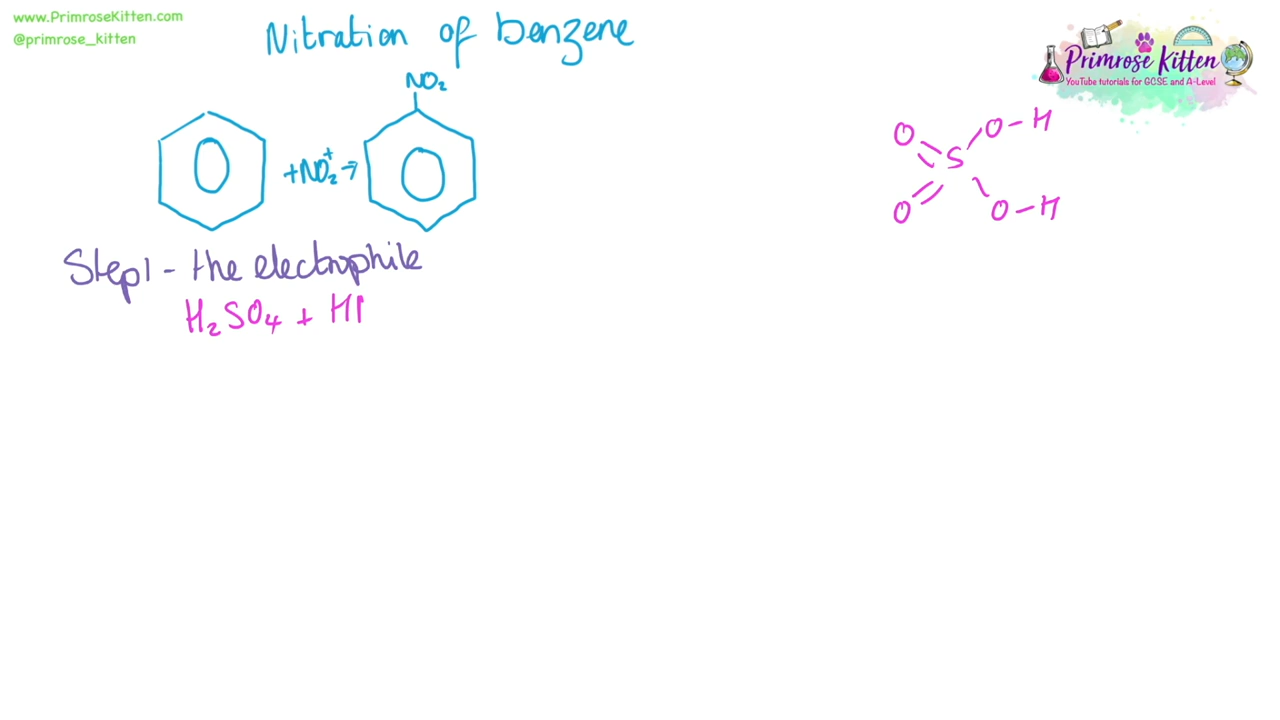 www.PrimroseKitten.com
@primrose_kitten
Nitration of benzene
Primrose Kitten
YouTube tutorials for GCSE and A-Level
NO₂
+NO₂⁺ →
O O-H
S
O O-H
Step1 - the electrophile
H₂SO₄ + HI